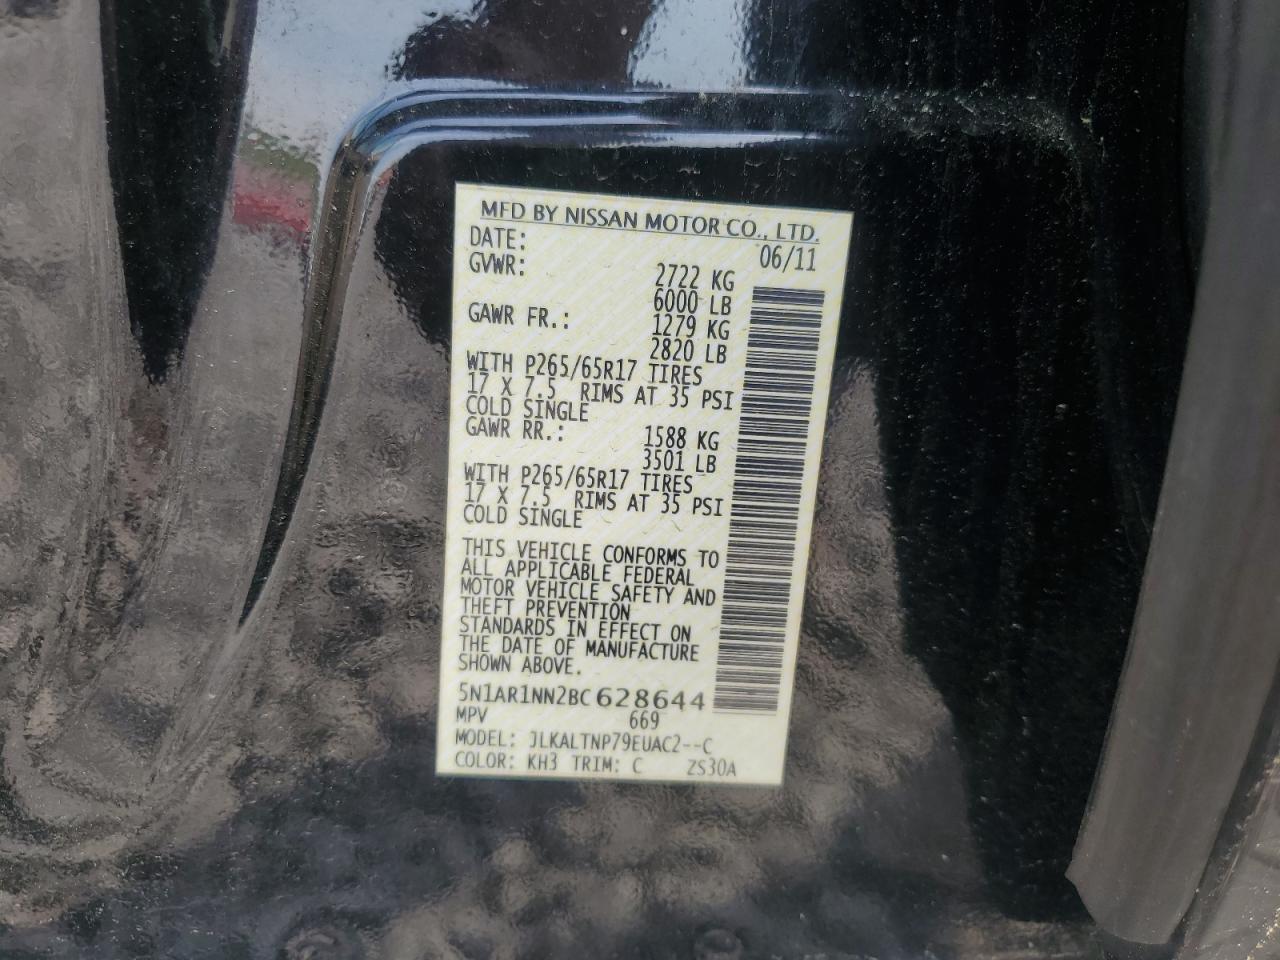 MFD BY NISSAN MOTOR CO., LTD.
DATE: 06/11
GVWR: 2722 KG
6000 LB
GAWR FR.: 1279 KG
2820 LB
WITH P265/65R17 TIRES
17 X 7.5 RIMS AT 35 PSI
COLD SINGLE
GAWR RR.: 1588 KG
3501 LB
WITH P265/65R17 TIRES
17 X 7.5 RIMS AT 35 PSI
COLD SINGLE
THIS VEHICLE CONFORMS TO
ALL APPLICABLE FEDERAL
MOTOR VEHICLE SAFETY AND
THEFT PREVENTION
STANDARDS IN EFFECT ON
THE DATE OF MANUFACTURE
SHOWN ABOVE.
5N1AR1NN2BC628644
MPV 669
MODEL: JLKALTNP79EUAC2--C
COLOR: KH3 TRIM: C ZS30A